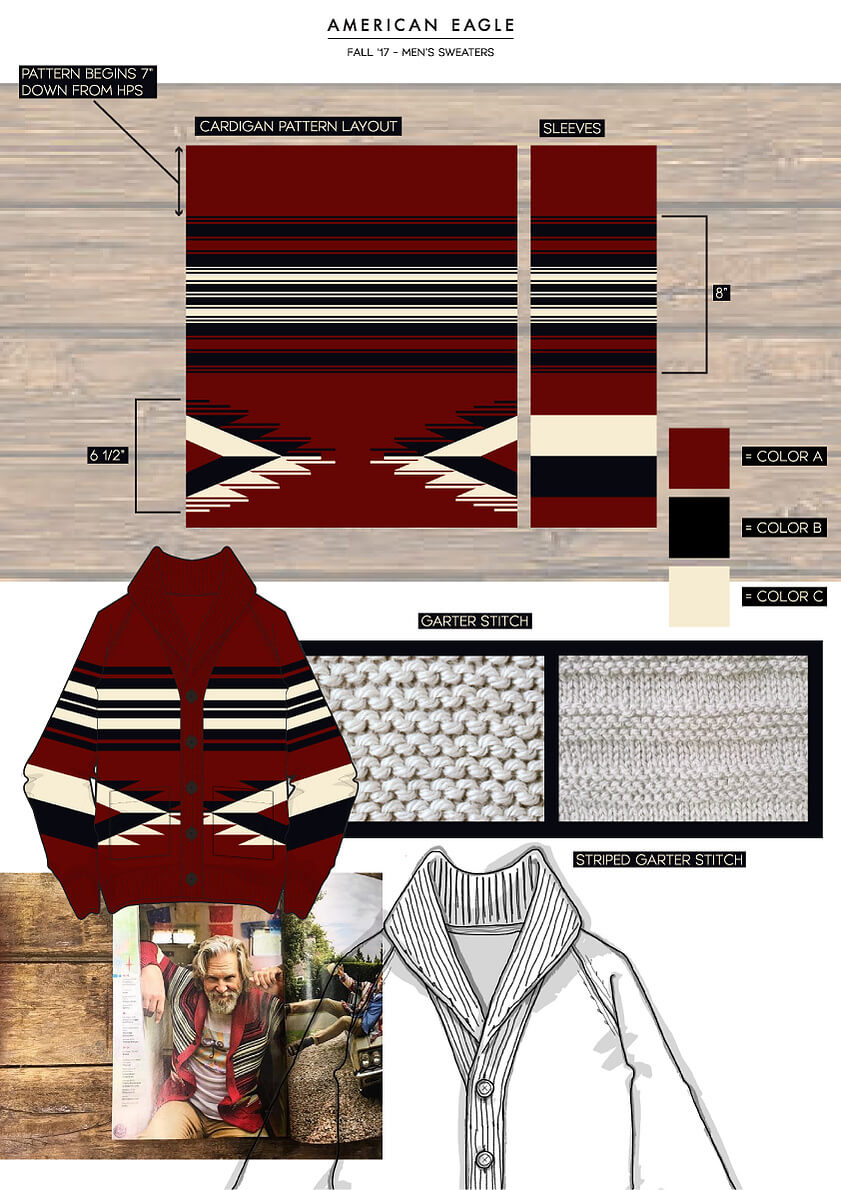 AMERICAN EAGLE
FALL '17 - MEN'S SWEATERS
PATTERN BEGINS 7"
DOWN FROM HPS
CARDIGAN PATTERN LAYOUT
SLEEVES
8"
6 1/2"
= COLOR A
= COLOR B
= COLOR C
GARTER STITCH
STRIPED GARTER STITCH